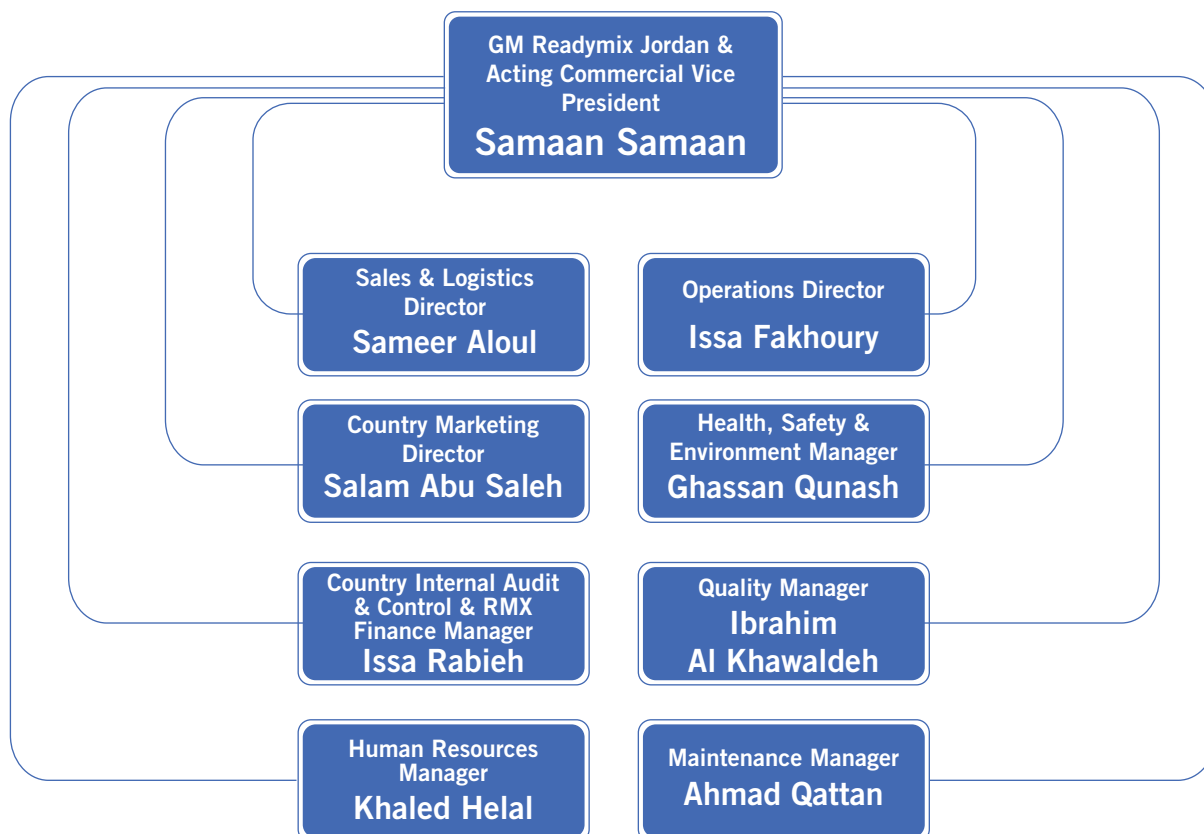 GM Readymix Jordan &
Acting Commercial Vice
President
Samaan Samaan
Sales & Logistics
Director
Sameer Aloul
Operations Director
Issa Fakhoury
Country Marketing
Director
Salam Abu Saleh
Health, Safety &
Environment Manager
Ghassan Qunash
Country Internal Audit
& Control & RMX
Finance Manager
Issa Rabieh
Quality Manager
Ibrahim
Al Khawaldeh
Human Resources
Manager
Khaled Helal
Maintenance Manager
Ahmad Qattan